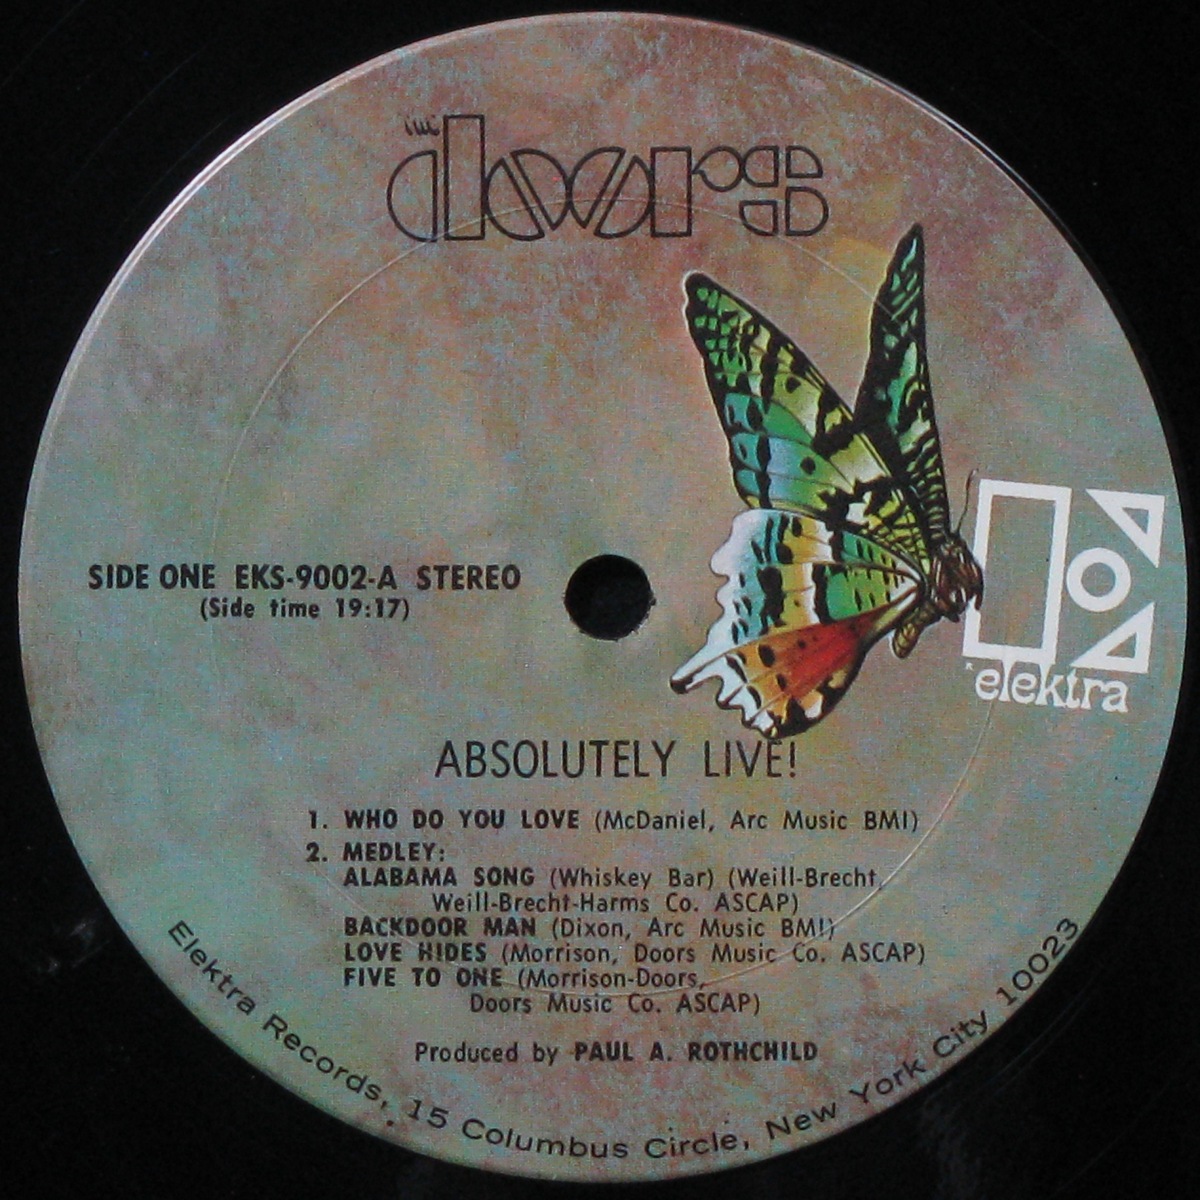 THE
doors
elektra
SIDE ONE EKS-9002-A STEREO
(Side time 19:17)
ABSOLUTELY LIVE!
1. WHO DO YOU LOVE (McDaniel, Arc Music BMI)
2. MEDLEY:
ALABAMA SONG (Whiskey Bar) (Weill-Brecht,
Weill-Brecht-Harms Co. ASCAP)
BACKDOOR MAN (Dixon, Arc Music BMI)
LOVE HIDES (Morrison, Doors Music Co. ASCAP)
FIVE TO ONE (Morrison-Doors,
Doors Music Co. ASCAP)
Produced by PAUL A. ROTHCHILD
Elektra Records, 15 Columbus Circle, New York City 10023